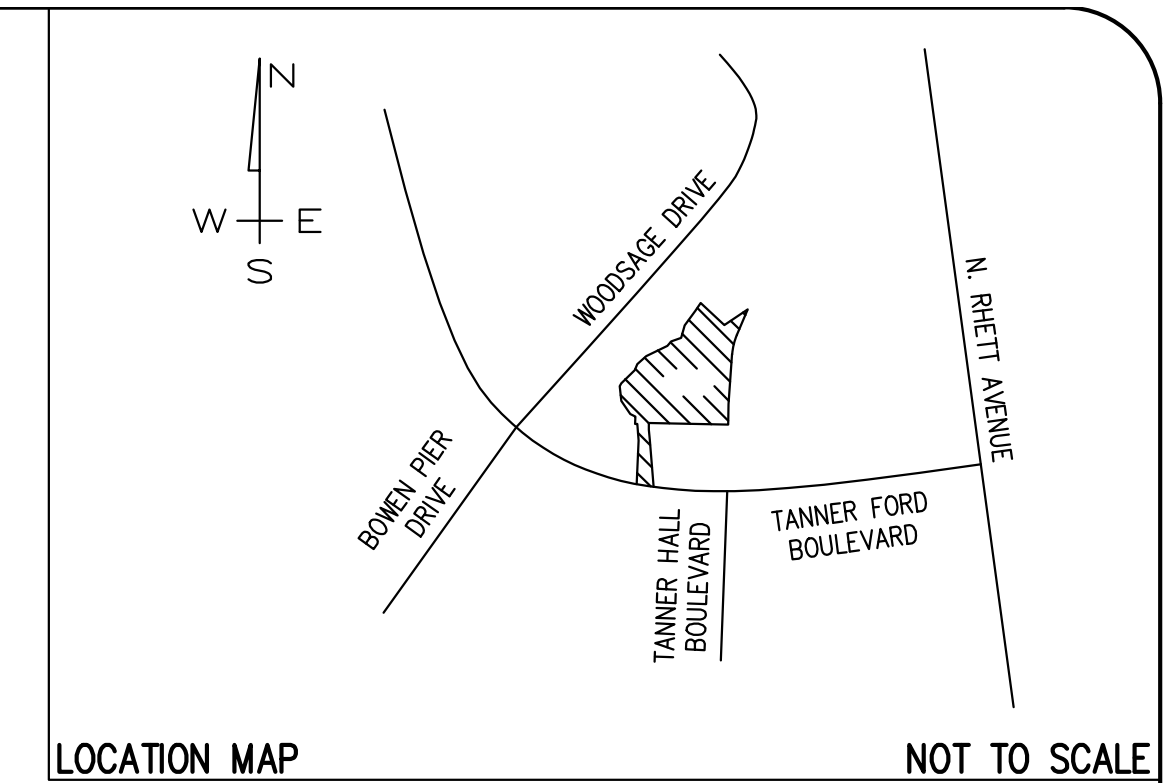 N
W E
S
WOODSAGE DRIVE
N. RHETT AVENUE
BOWEN PIER
DRIVE
TANNER HALL
BOULEVARD
TANNER FORD
BOULEVARD
LOCATION MAP
NOT TO SCALE